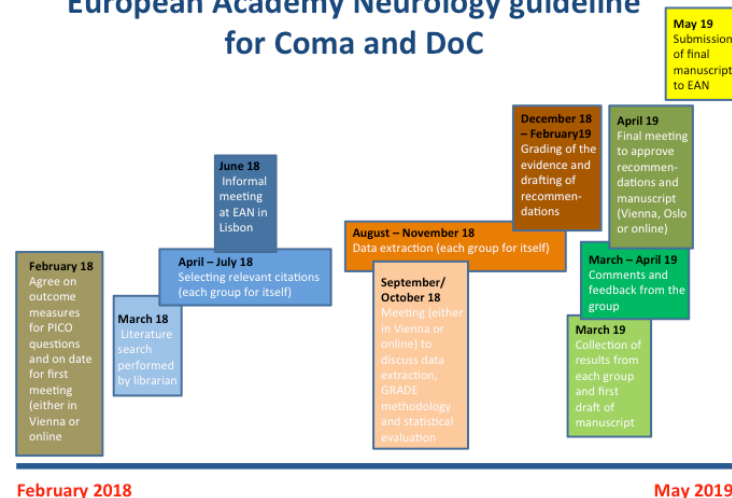 European Academy Neurology guideline
for Coma and DoC
May 19
Submission
of final
manuscript
to EAN
December 18
– February19
Grading of the
evidence and
drafting of
recommen-
dations
April 19
Final meeting
to approve
recommen-
dations and
manuscript
(Vienna, Oslo
or online)
June 18
Informal
meeting
at EAN in
Lisbon
August – November 18
Data extraction (each group for itself)
February 18
Agree on
outcome
measures
for PICO
questions
and on date
for first
meeting
(either in
Vienna or
online
April – July 18
Selecting relevant citations
(each group for itself)
March – April 19
Comments and
feedback from the
group
September/
October 18
Meeting (either
in Vienna or
online) to
discuss data
extraction,
GRADE
methodology
and statistical
evaluation
March 18
Literature
search
performed
by librarian
March 19
Collection of
results from
each group
and first
draft of
manuscript
February 2018
May 2019